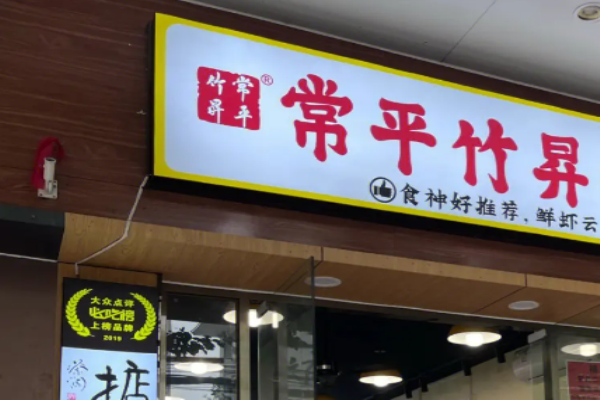 常平
竹昇
®
常平竹昇
食神好推荐,鲜虾云
大众点评
必吃榜
上榜品牌
2019
掂